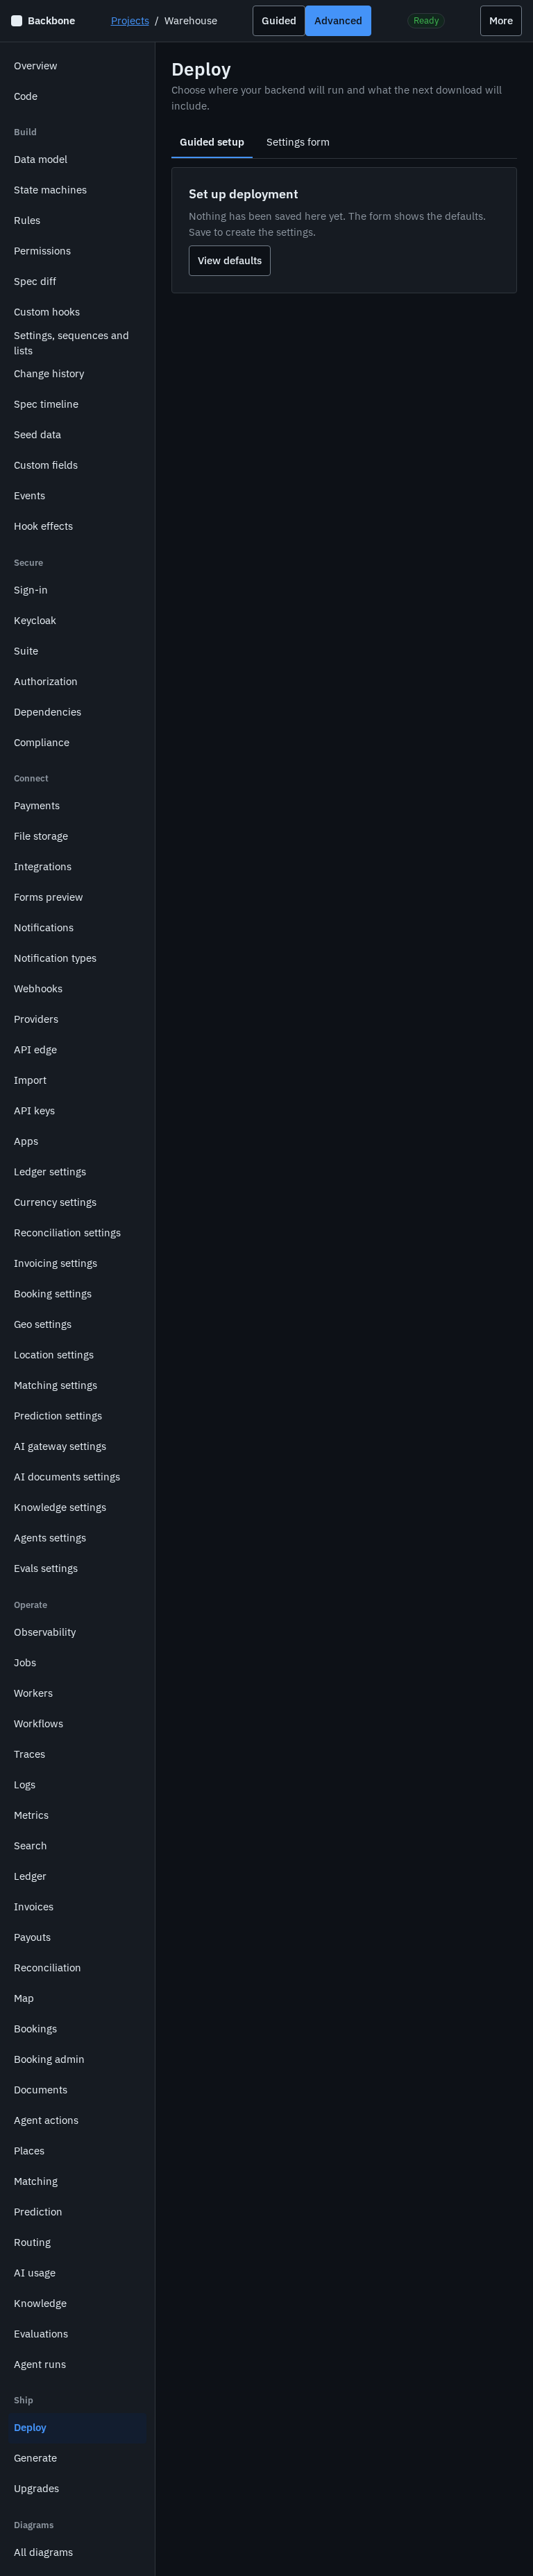 Backbone
Projects / Warehouse
Guided
Advanced
Ready
More
Overview
Code
Build
Data model
State machines
Rules
Permissions
Spec diff
Custom hooks
Settings, sequences and
lists
Change history
Spec timeline
Seed data
Custom fields
Events
Hook effects
Secure
Sign-in
Keycloak
Suite
Authorization
Dependencies
Compliance
Connect
Payments
File storage
Integrations
Forms preview
Notifications
Notification types
Webhooks
Providers
API edge
Import
API keys
Apps
Ledger settings
Currency settings
Reconciliation settings
Invoicing settings
Booking settings
Geo settings
Location settings
Matching settings
Prediction settings
AI gateway settings
AI documents settings
Knowledge settings
Agents settings
Evals settings
Operate
Observability
Jobs
Workers
Workflows
Traces
Logs
Metrics
Search
Ledger
Invoices
Payouts
Reconciliation
Map
Bookings
Booking admin
Documents
Agent actions
Places
Matching
Prediction
Routing
AI usage
Knowledge
Evaluations
Agent runs
Ship
Deploy
Generate
Upgrades
Diagrams
All diagrams
Deploy
Choose where your backend will run and what the next download will
include.
Guided setup
Settings form
Set up deployment
Nothing has been saved here yet. The form shows the defaults.
Save to create the settings.
View defaults